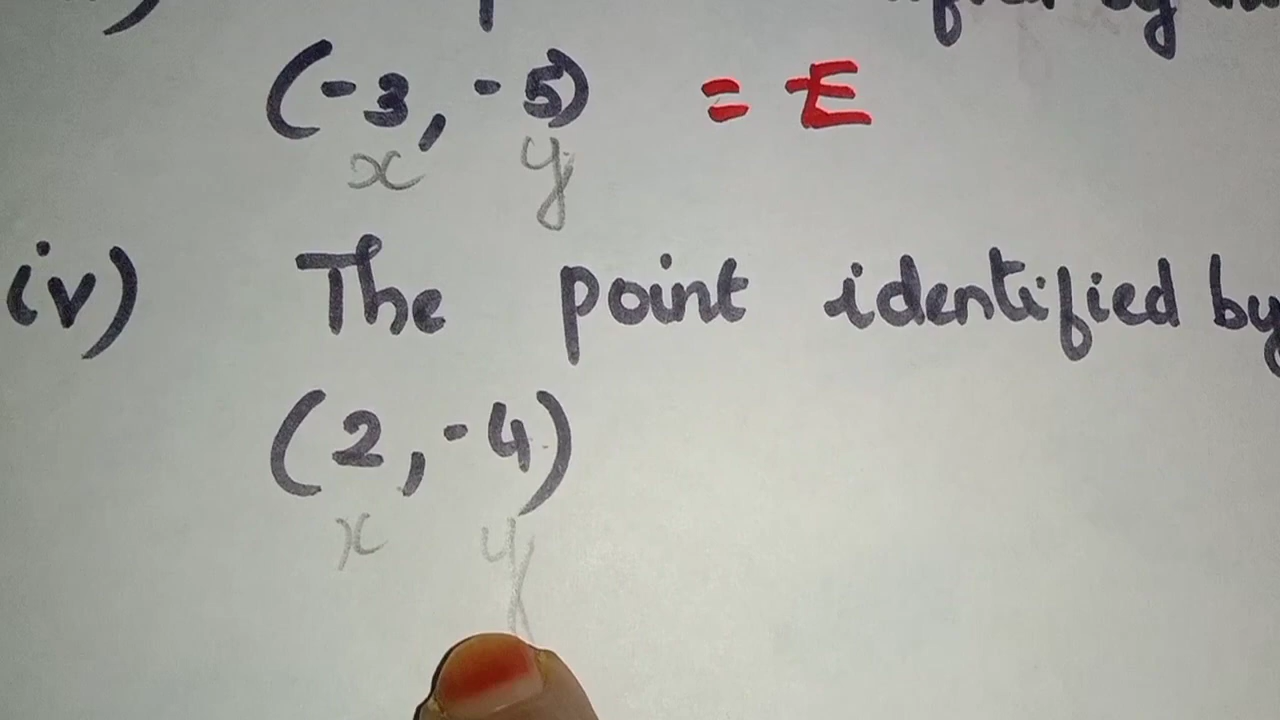 (-3, -5) = E
x y
iv) The point identified by
(2, -4)
x y